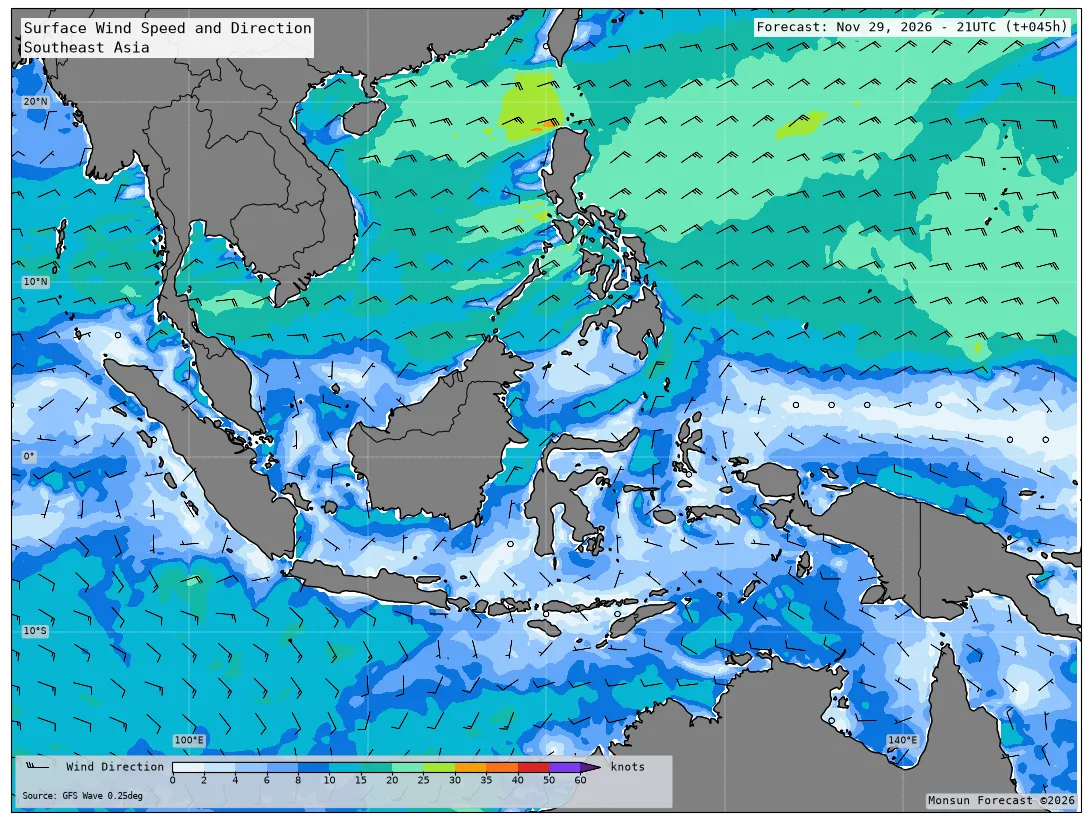 Surface Wind Speed and Direction
Southeast Asia
Forecast: Nov 29, 2026 - 21UTC (t+045h)
20°N
10°N
0°
10°S
100°E
140°E
Wind Direction
0 2 4 6 8 10 15 20 25 30 35 40 50 60
knots
Source: GFS Wave 0.25deg
Monsun Forecast ©2026